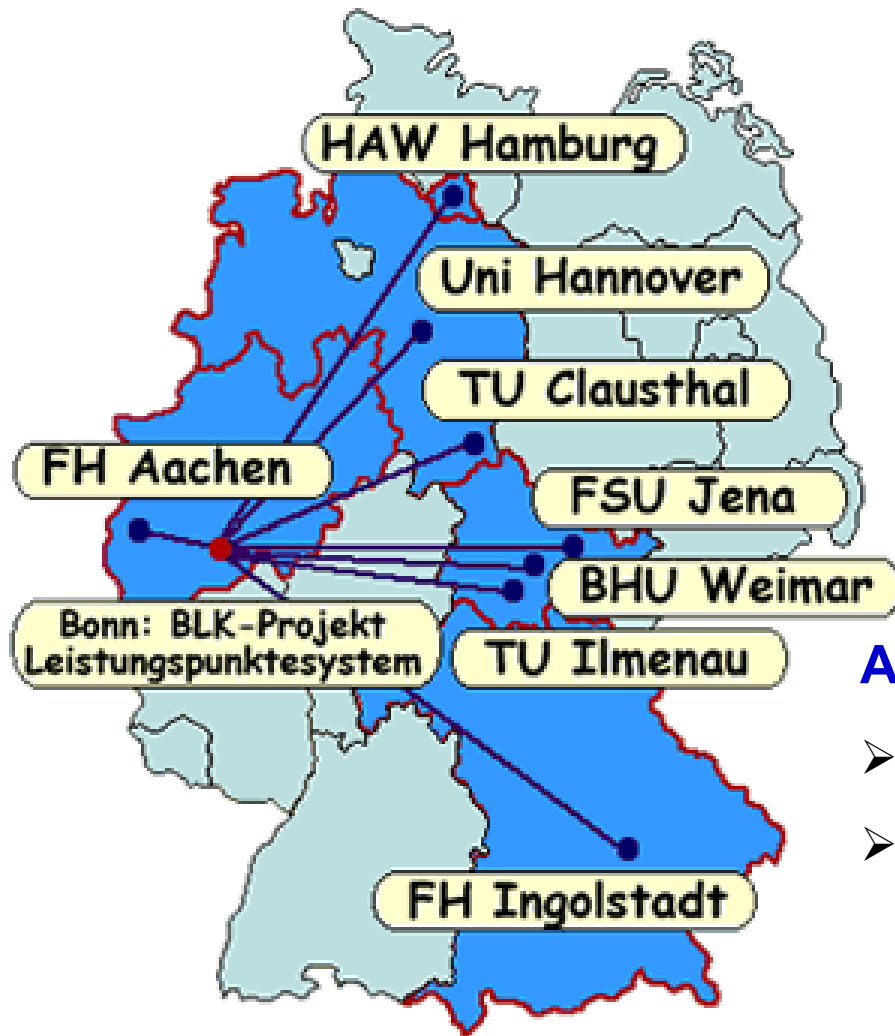 HAW Hamburg
Uni Hannover
TU Clausthal
FH Aachen
FSU Jena
BHU Weimar
Bonn: BLK-Projekt
Leistungspunktesystem
TU Ilmenau
A
➢
➢
FH Ingolstadt